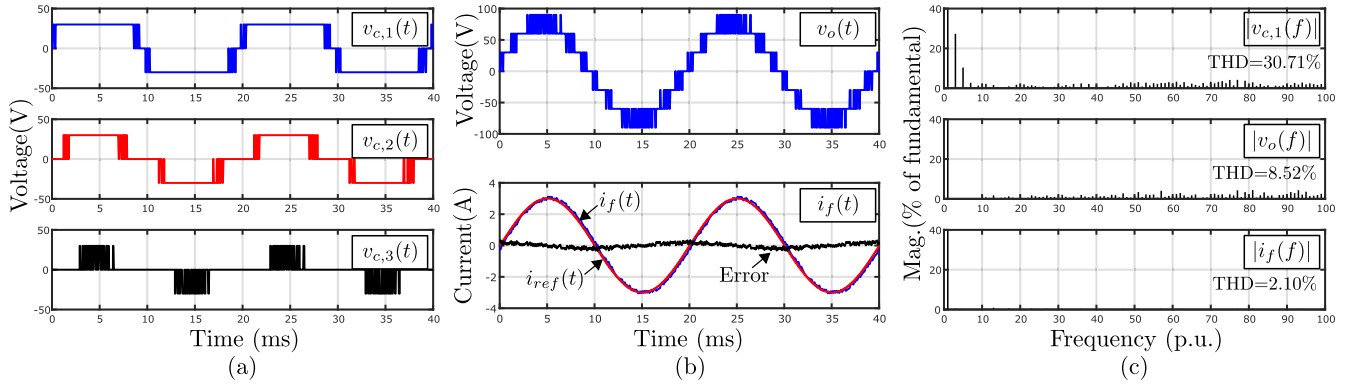 Voltage(V)
50
0
-50
v_{c,1}(t)
0 5 10 15 20 25 30 35 40
50
0
-50
v_{c,2}(t)
0 5 10 15 20 25 30 35 40
50
0
-50
v_{c,3}(t)
0 5 10 15 20 25 30 35 40
Time (ms)
(a)
Voltage(V)
100
50
0
-50
-100
v_o(t)
0 5 10 15 20 25 30 35 40
Current(A)
4
2
0
-2
-4
i_f(t)
i_f(t)
i_{ref}(t)
Error
0 5 10 15 20 25 30 35 40
Time (ms)
(b)
Mag.(% of fundamental)
40
20
0
|v_{c,1}(f)|
THD=30.71%
0 10 20 30 40 50 60 70 80 90 100
40
20
0
|v_o(f)|
THD=8.52%
0 10 20 30 40 50 60 70 80 90 100
40
20
0
|i_f(f)|
THD=2.10%
0 10 20 30 40 50 60 70 80 90 100
Frequency (p.u.)
(c)